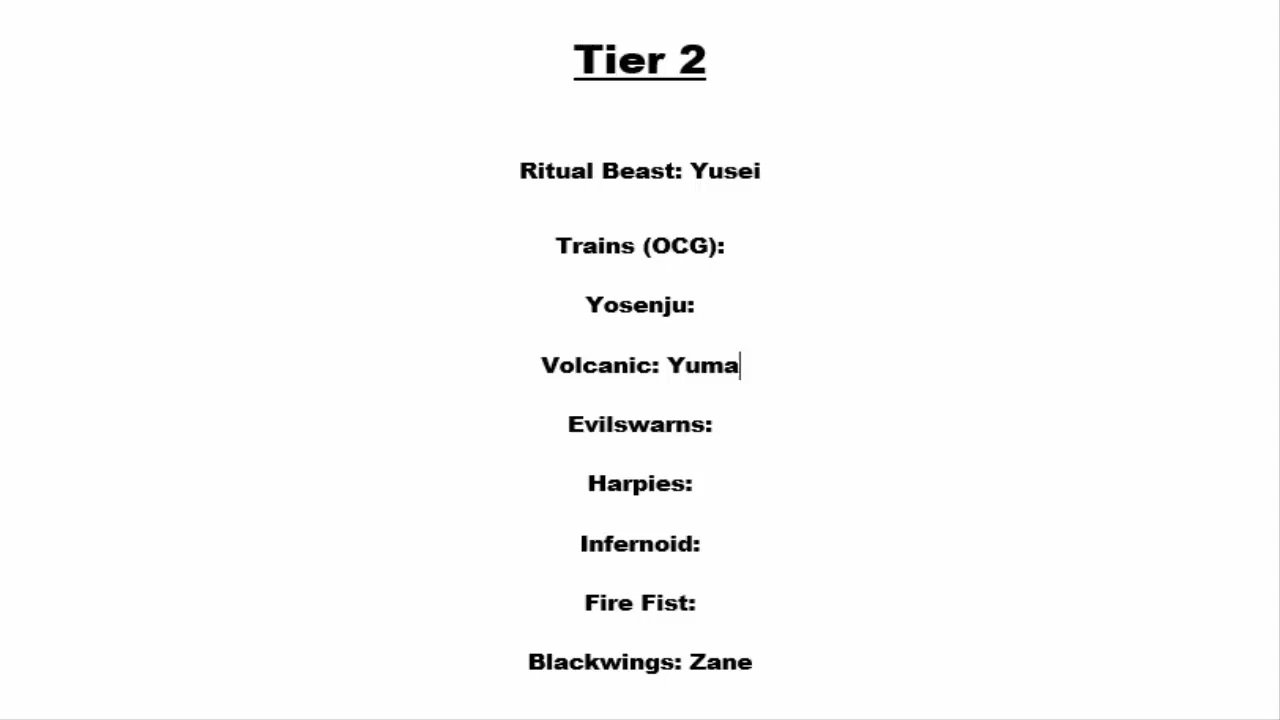 Tier 2
Ritual Beast: Yusei
Trains (OCG):
Yosenju:
Volcanic: Yuma
Evilswarns:
Harpies:
Infernoid:
Fire Fist:
Blackwings: Zane